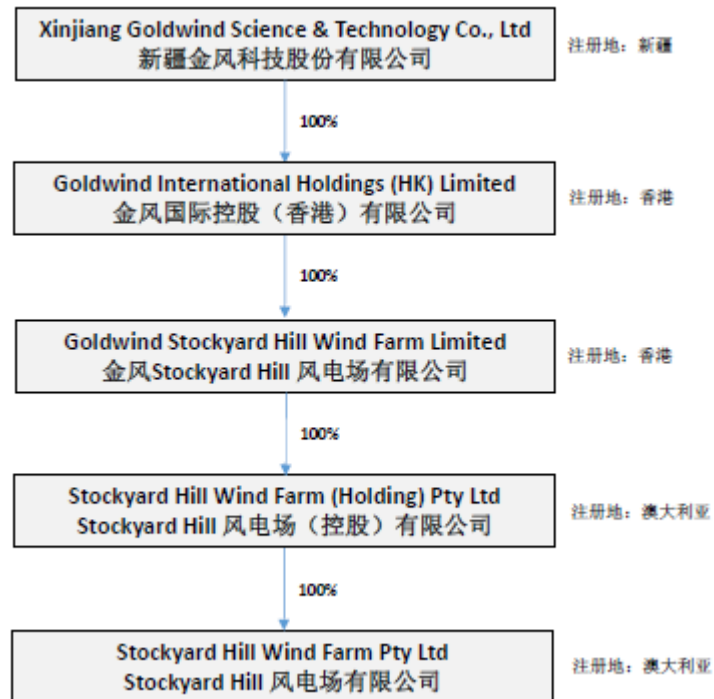 Xinjiang Goldwind Science & Technology Co., Ltd
新疆金风科技股份有限公司
注册地：新疆
100%
Goldwind International Holdings (HK) Limited
金风国际控股（香港）有限公司
注册地：香港
100%
Goldwind Stockyard Hill Wind Farm Limited
金风Stockyard Hill 风电场有限公司
注册地：香港
100%
Stockyard Hill Wind Farm (Holding) Pty Ltd
Stockyard Hill 风电场（控股）有限公司
注册地：澳大利亚
100%
Stockyard Hill Wind Farm Pty Ltd
Stockyard Hill 风电场有限公司
注册地：澳大利亚